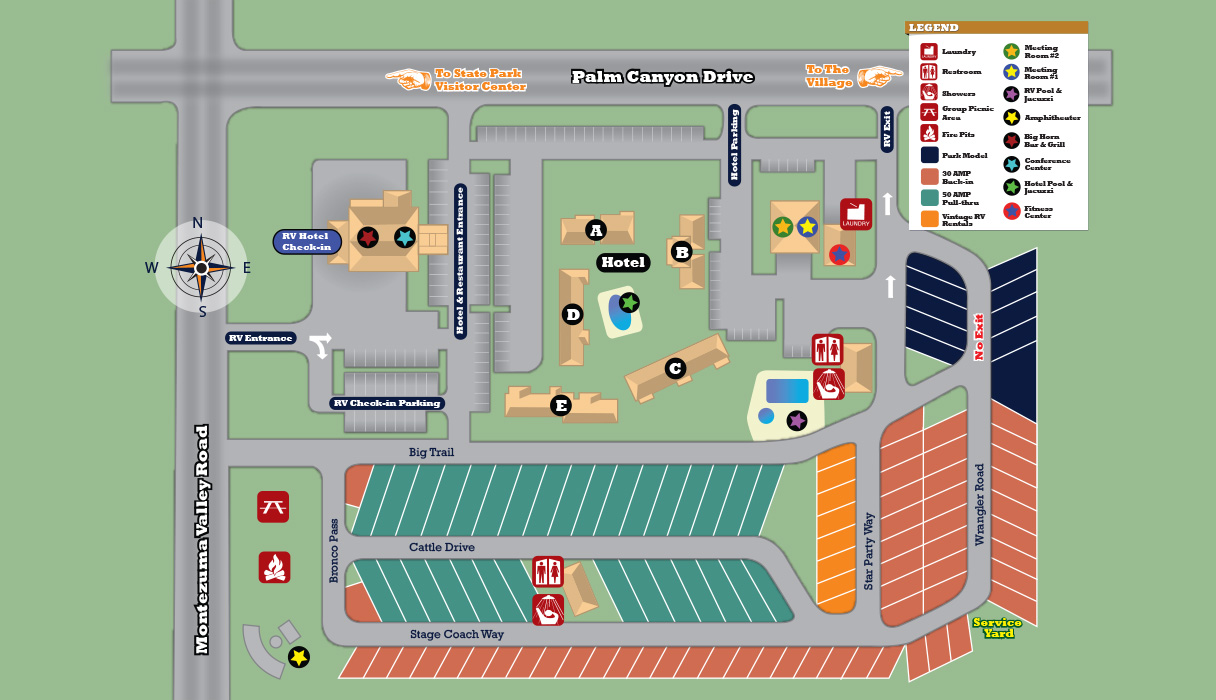 LEGEND
Laundry
Restroom
Showers
Group Picnic
Area
Fire Pits
Park Model
30 AMP
Back-in
50 AMP
Pull-thru
Vintage RV
Rentals
Meeting
Room #2
Meeting
Room #1
RV Pool &
Jacuzzi
Amphitheater
Big Horn
Bar & Grill
Conference
Center
Hotel Pool &
Jacuzzi
Fitness
Center
To State Park
Visitor Center
Palm Canyon Drive
To The
Village
Hotel Parking
RV Exit
RV Hotel
Check-in
Hotel & Restaurant Entrance
A
B
Hotel
D
C
E
LAUNDRY
N
W
E
S
RV Entrance
RV Check-in Parking
No Exit
Montezuma Valley Road
Big Trail
Cattle Drive
Bronco Pass
Stage Coach Way
Star Party Way
Wrangler Road
Service
Yard